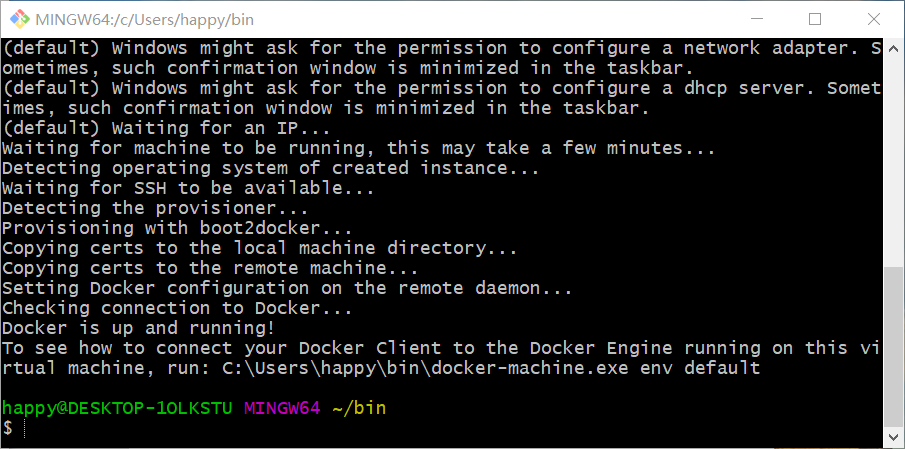 MINGW64:/c/Users/happy/bin
(default) Windows might ask for the permission to configure a network adapter. S
ometimes, such confirmation window is minimized in the taskbar.
(default) Windows might ask for the permission to configure a dhcp server. Somet
imes, such confirmation window is minimized in the taskbar.
(default) Waiting for an IP...
Waiting for machine to be running, this may take a few minutes...
Detecting operating system of created instance...
Waiting for SSH to be available...
Detecting the provisioner...
Provisioning with boot2docker...
Copying certs to the local machine directory...
Copying certs to the remote machine...
Setting Docker configuration on the remote daemon...
Checking connection to Docker...
Docker is up and running!
To see how to connect your Docker Client to the Docker Engine running on this vi
rtual machine, run: C:\Users\happy\bin\docker-machine.exe env default
happy@DESKTOP-1OLKSTU MINGW64 ~/bin
$